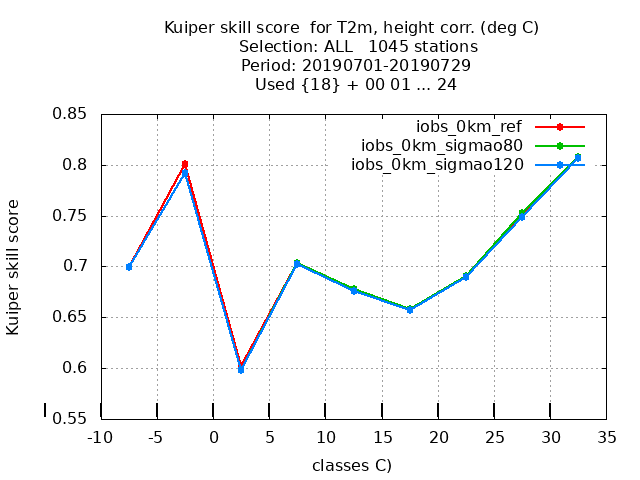 Kuiper skill score  for T2m, height corr. (deg C)
Selection: ALL   1045 stations
Period: 20190701-20190729
Used {18} + 00 01 ... 24
iobs_0km_ref
iobs_0km_sigmao80
iobs_0km_sigmao120
Kuiper skill score
0.85
0.8
0.75
0.7
0.65
0.6
0.55
-10 -5 0 5 10 15 20 25 30 35
classes C)